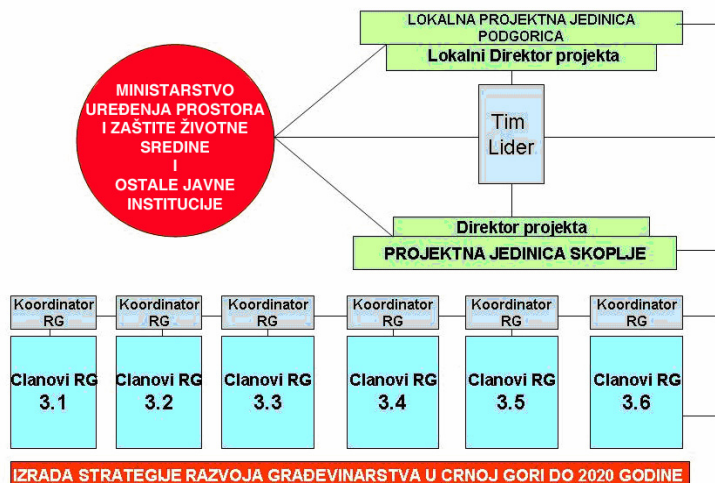 LOKALNA PROJEKTNA JEDINICA
PODGORICA
Lokalni Direktor projekta
MINISTARSTVO
UREĐENJA PROSTORA
I ZAŠTITE ŽIVOTNE
SREDINE
I
OSTALE JAVNE
INSTITUCIJE
Tim
Lider
Direktor projekta
PROJEKTNA JEDINICA SKOPLJE
Koordinator
RG
Koordinator
RG
Koordinator
RG
Koordinator
RG
Koordinator
RG
Koordinator
RG
Clanovi RG
3.1
Clanovi RG
3.2
Clanovi RG
3.3
Clanovi RG
3.4
Clanovi RG
3.5
Clanovi RG
3.6
IZRADA STRATEGIJE RAZVOJA GRAĐEVINARSTVA U CRNOJ GORI DO 2020 GODINE